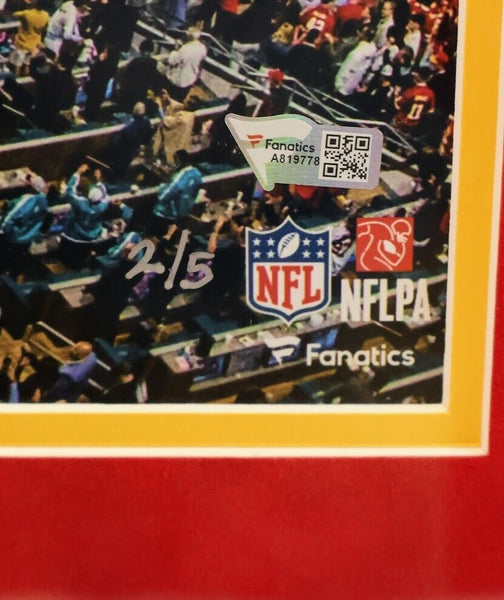 Fanatics
A819778
2/5
NFL
NFLPA
Fanatics